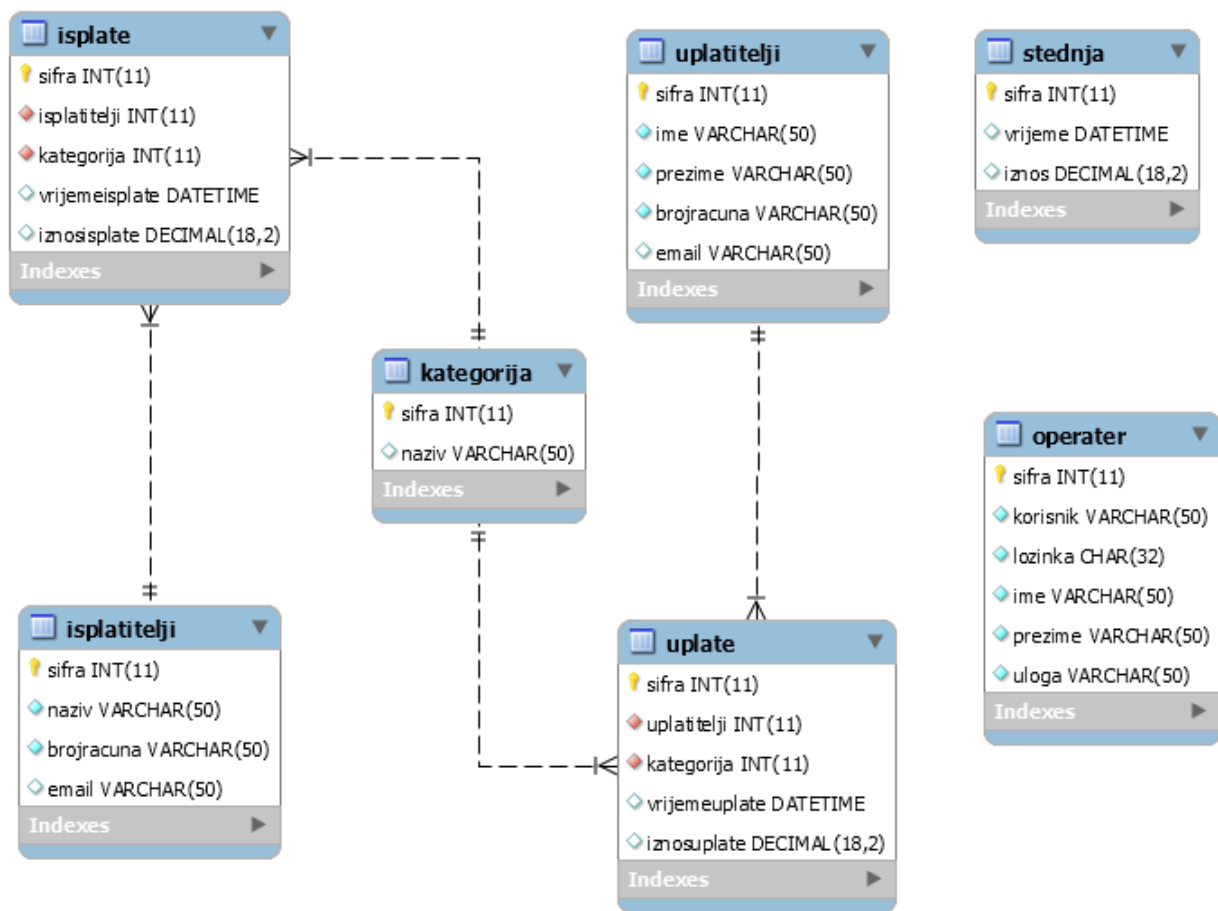 isplate
sifra INT(11)
isplatitelji INT(11)
kategorija INT(11)
vrijemeisplate DATETIME
iznosisplate DECIMAL(18,2)
Indexes
uplatitelji
sifra INT(11)
ime VARCHAR(50)
prezime VARCHAR(50)
brojracuna VARCHAR(50)
email VARCHAR(50)
Indexes
stednja
sifra INT(11)
vrijeme DATETIME
iznos DECIMAL(18,2)
Indexes
kategorija
sifra INT(11)
naziv VARCHAR(50)
Indexes
operater
sifra INT(11)
korisnik VARCHAR(50)
lozinka CHAR(32)
ime VARCHAR(50)
prezime VARCHAR(50)
uloga VARCHAR(50)
Indexes
isplatitelji
sifra INT(11)
naziv VARCHAR(50)
brojracuna VARCHAR(50)
email VARCHAR(50)
Indexes
uplate
sifra INT(11)
uplatitelji INT(11)
kategorija INT(11)
vrijemeuplate DATETIME
iznosuplate DECIMAL(18,2)
Indexes